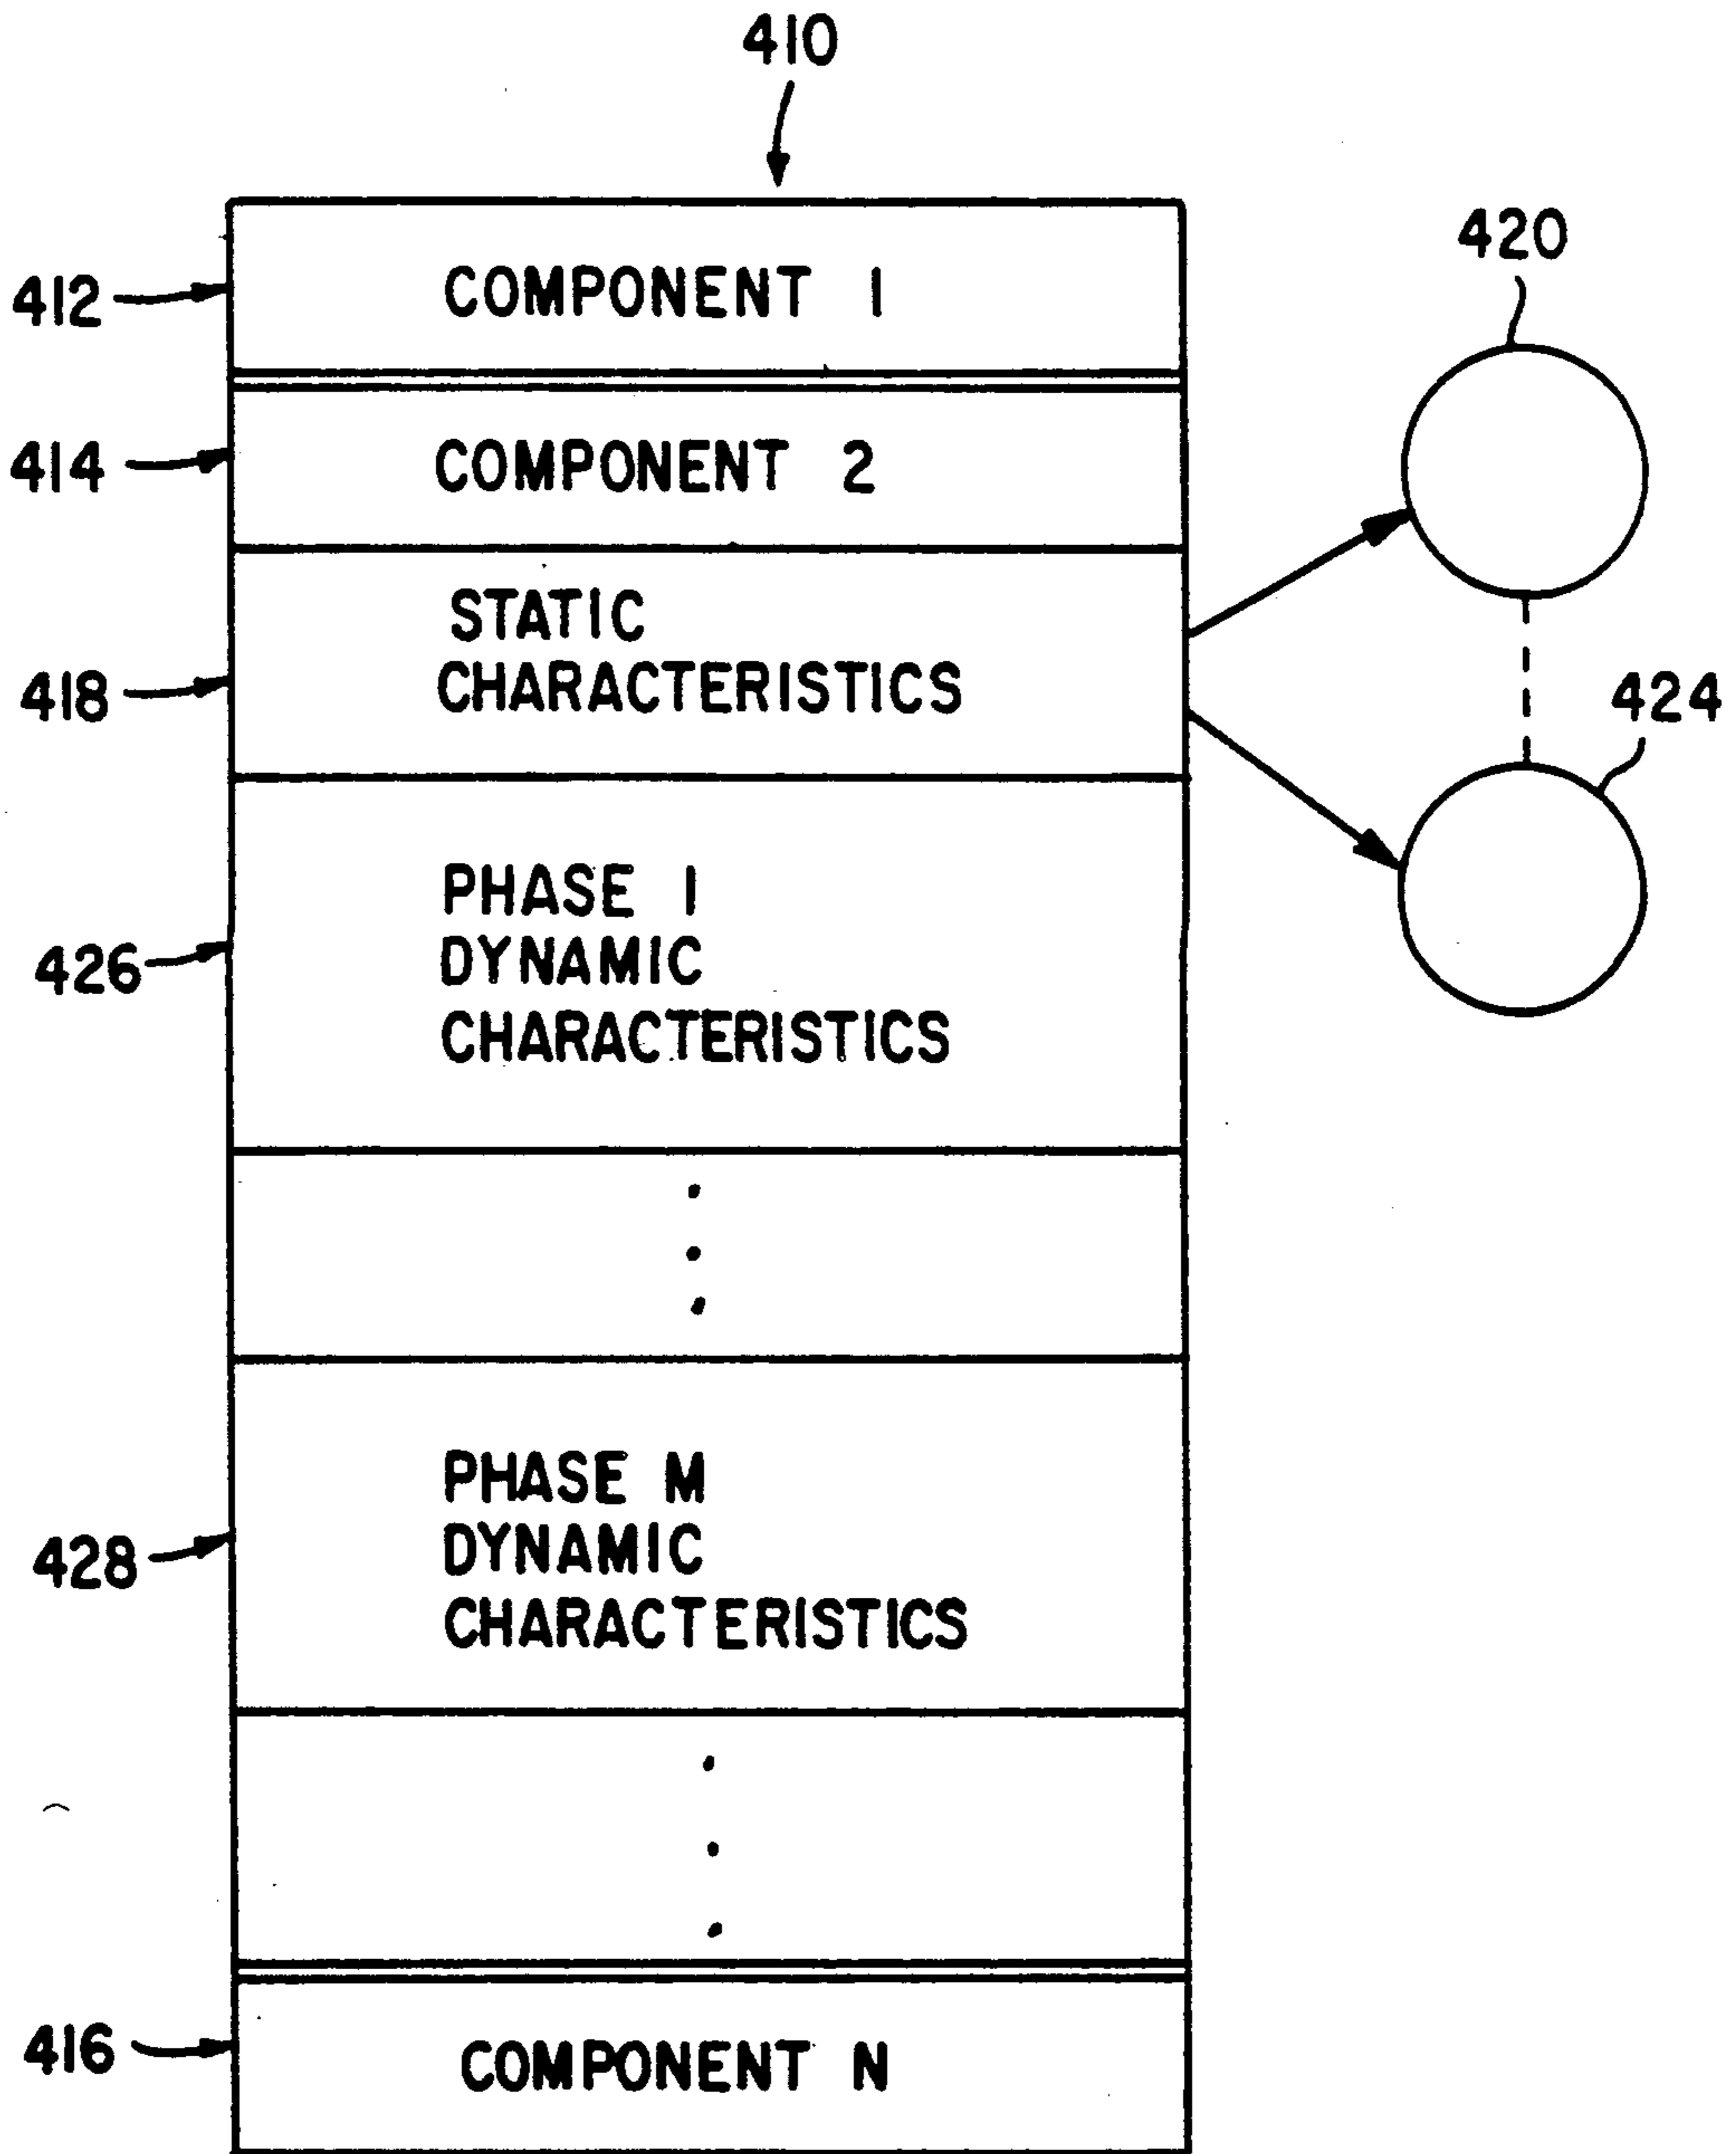 410
412
COMPONENT 1
420
414
COMPONENT 2
STATIC
CHARACTERISTICS
418
424
PHASE 1
DYNAMIC
CHARACTERISTICS
426
PHASE M
DYNAMIC
CHARACTERISTICS
428
416
COMPONENT N